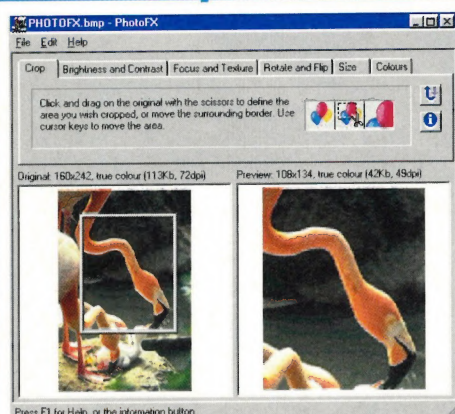 PHOTOFX.bmp - PhotoFX
File Edit Help
Crop Brightness and Contrast Focus and Texture Rotate and Flip Size Colours
Click and drag on the original with the scissors to define the
area you wish cropped, or move the surrounding border. Use
cursor keys to move the area.
Original: 160x242, true colour (113Kb, 72dpi) Preview: 108x134, true colour (42Kb, 49dpi)
Press F1 for Help, or the information button.